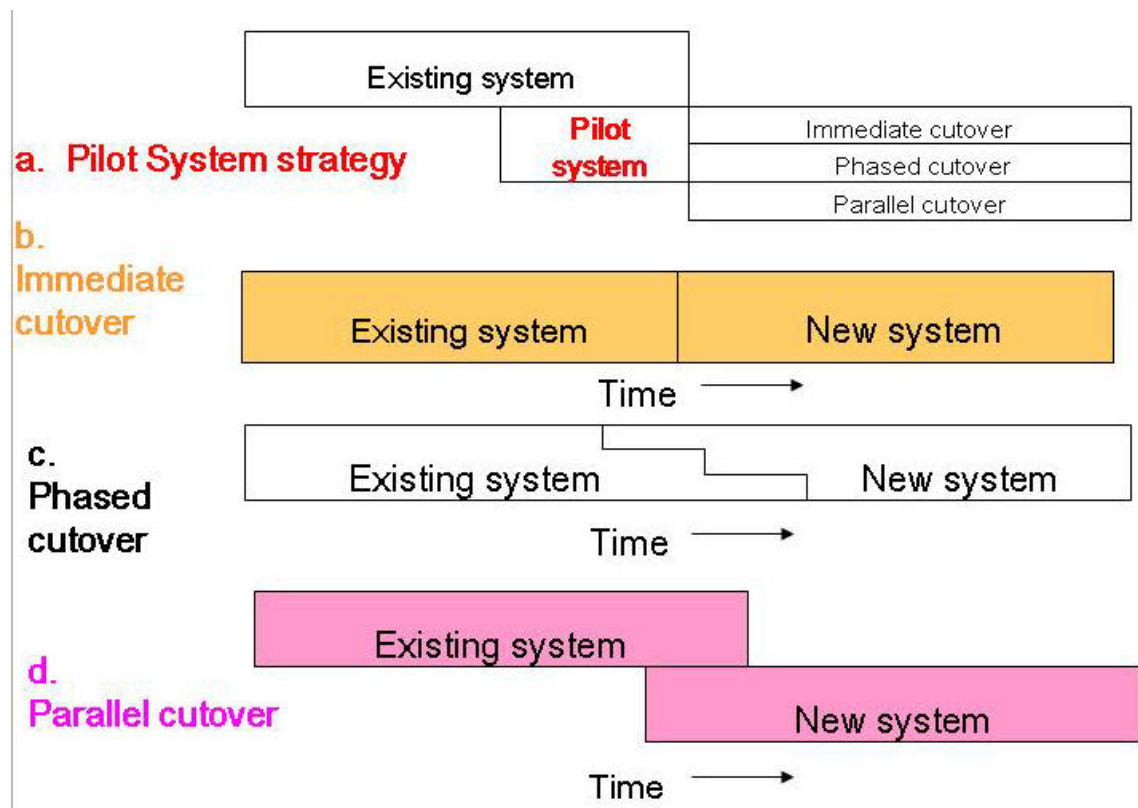 Existing system
a. Pilot System strategy
Pilot
system
Immediate cutover
Phased cutover
Parallel cutover
b.
Immediate
cutover
Existing system
New system
Time
c.
Phased
cutover
Existing system
New system
Time
d.
Parallel cutover
Existing system
New system
Time